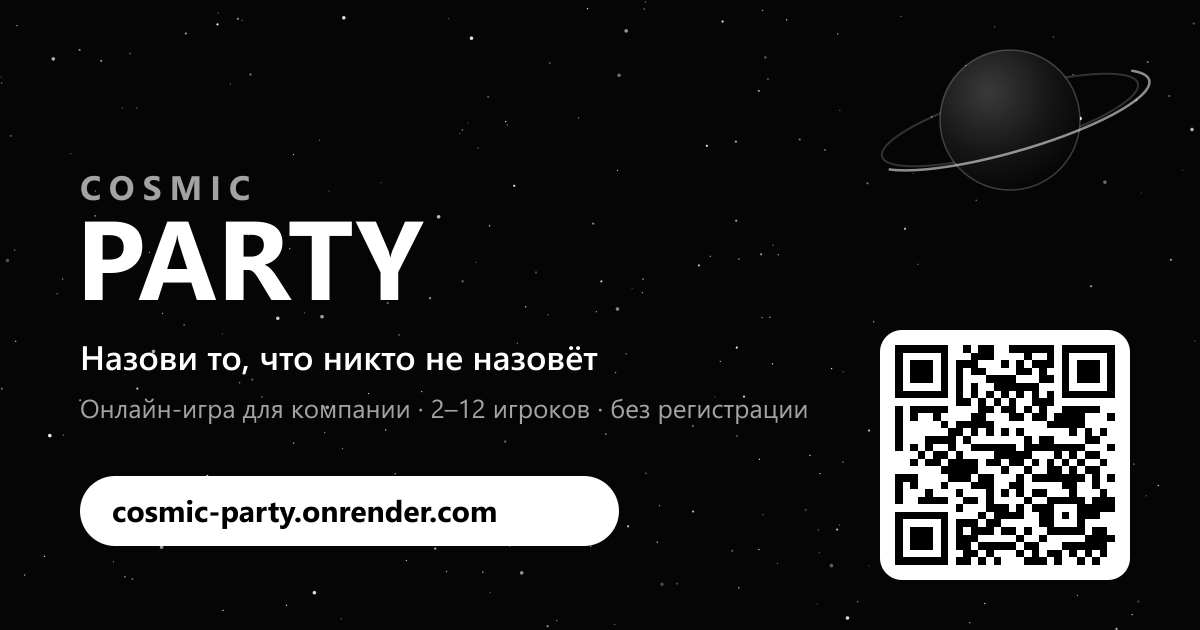 COSMIC
PARTY
Назови то, что никто не назовёт
Онлайн-игра для компании · 2–12 игроков · без регистрации
cosmic-party.onrender.com